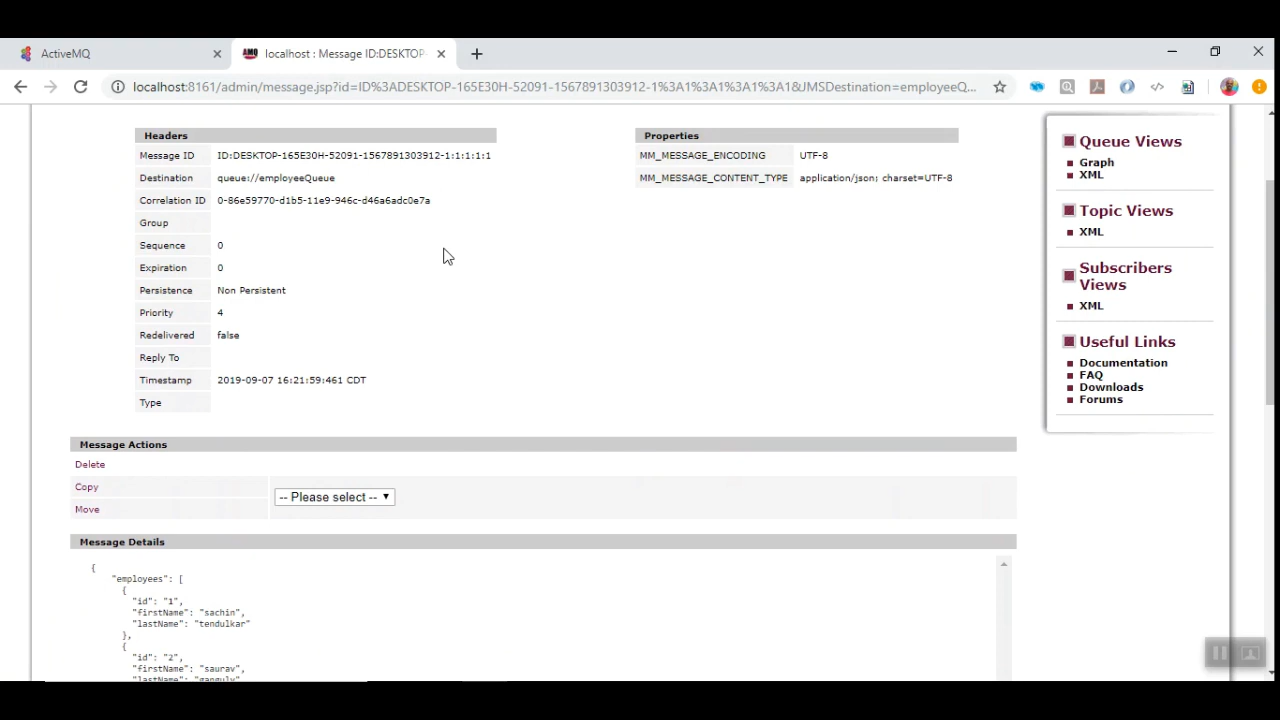 ActiveMQ
localhost : Message ID:DESKTOP-
localhost:8161/admin/message.jsp?id=ID%3ADESKTOP-165E30H-52091-1567891303912-1%3A1%3A1%3A1%3A1&JMSDestination=employeeQ...
Headers
Message ID ID:DESKTOP-165E30H-52091-1567891303912-1:1:1:1:1
Destination queue://employeeQueue
Correlation ID 0-86e59770-d1b5-11e9-946c-d46a6adc0e7a
Group
Sequence 0
Expiration 0
Persistence Non Persistent
Priority 4
Redelivered false
Reply To
Timestamp 2019-09-07 16:21:59:461 CDT
Type
Properties
MM_MESSAGE_ENCODING UTF-8
MM_MESSAGE_CONTENT_TYPE application/json; charset=UTF-8
Message Actions
Delete
Copy
Move
-- Please select --
Message Details
{
"employees": [
{
"id": "1",
"firstName": "sachin",
"lastName": "tendulkar"
},
{
"id": "2",
"firstName": "saurav",
"lastName": "ganguly"
Queue Views
Graph
XML
Topic Views
XML
Subscribers
Views
XML
Useful Links
Documentation
FAQ
Downloads
Forums